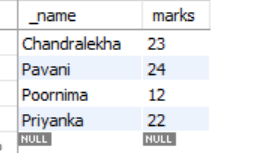 _name marks
Chandralekha 23
Pavani 24
Poornima 12
Priyanka 22
NULL NULL